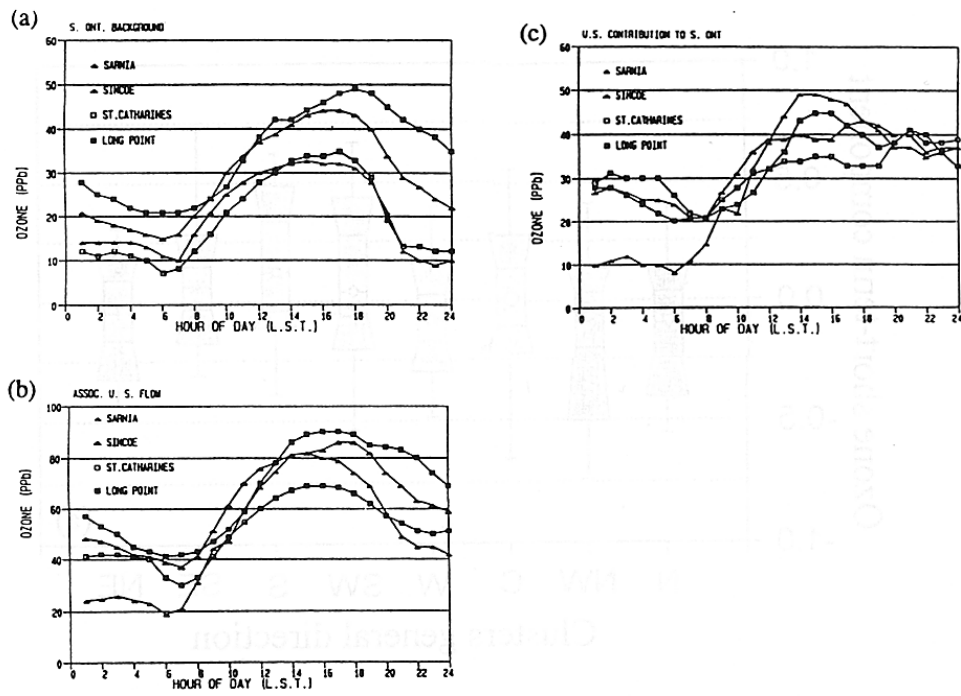 (a)
S. ONT. BACKGROUND
60
50
40
30
20
10
0
OZONE (PPb)
SARNIA
SIMCOE
ST.CATHARINES
LONG POINT
0 2 4 6 8 10 12 14 16 18 20 22 24
HOUR OF DAY (L.S.T.)
(b)
ASSOC. U. S. FLOW
100
80
60
40
20
0
OZONE (PPb)
SARNIA
SIMCOE
ST.CATHARINES
LONG POINT
0 2 4 6 8 10 12 14 16 18 20 22 24
HOUR OF DAY (L.S.T.)
(c)
U.S. CONTRIBUTION TO S. ONT
60
50
40
30
20
10
0
OZONE (PPb)
SARNIA
SIMCOE
ST.CATHARINES
LONG POINT
0 2 4 6 8 10 12 14 16 18 20 22 24
HOUR OF DAY (L.S.T.)
Clusters general direction